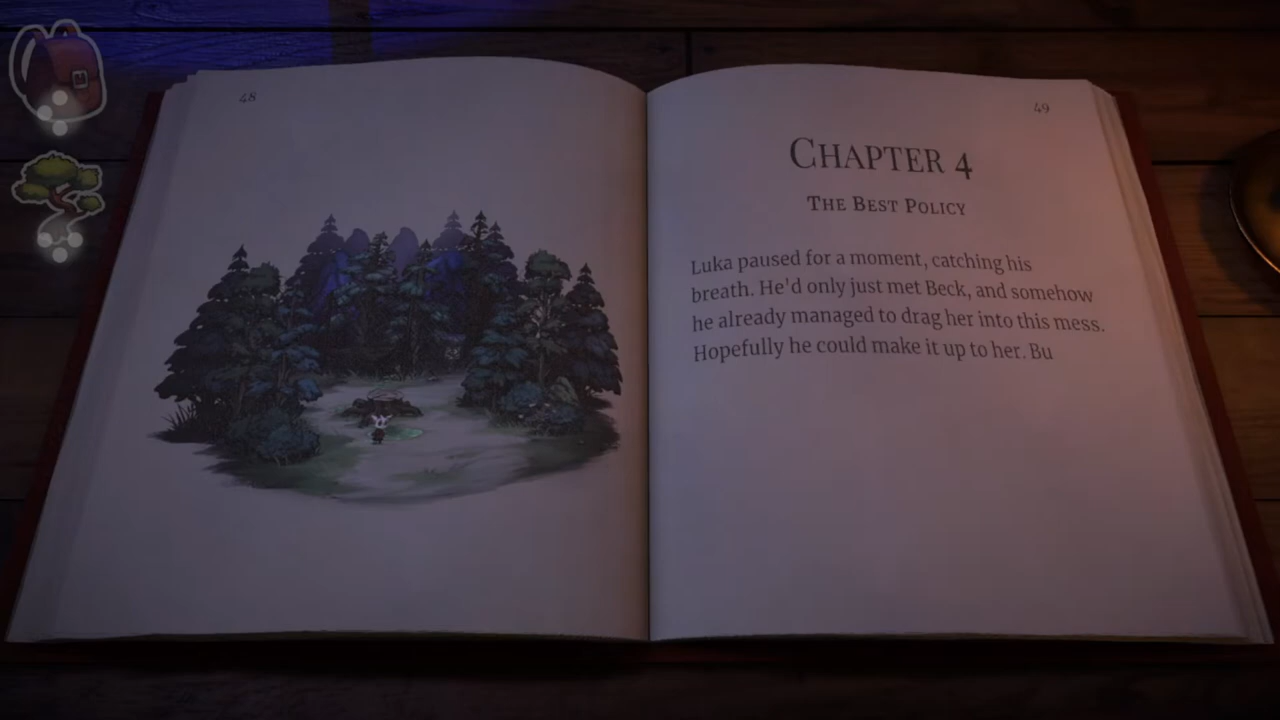 48
49
CHAPTER 4
THE BEST POLICY
Luka paused for a moment, catching his
breath. He'd only just met Beck, and somehow
he already managed to drag her into this mess.
Hopefully he could make it up to her. Bu